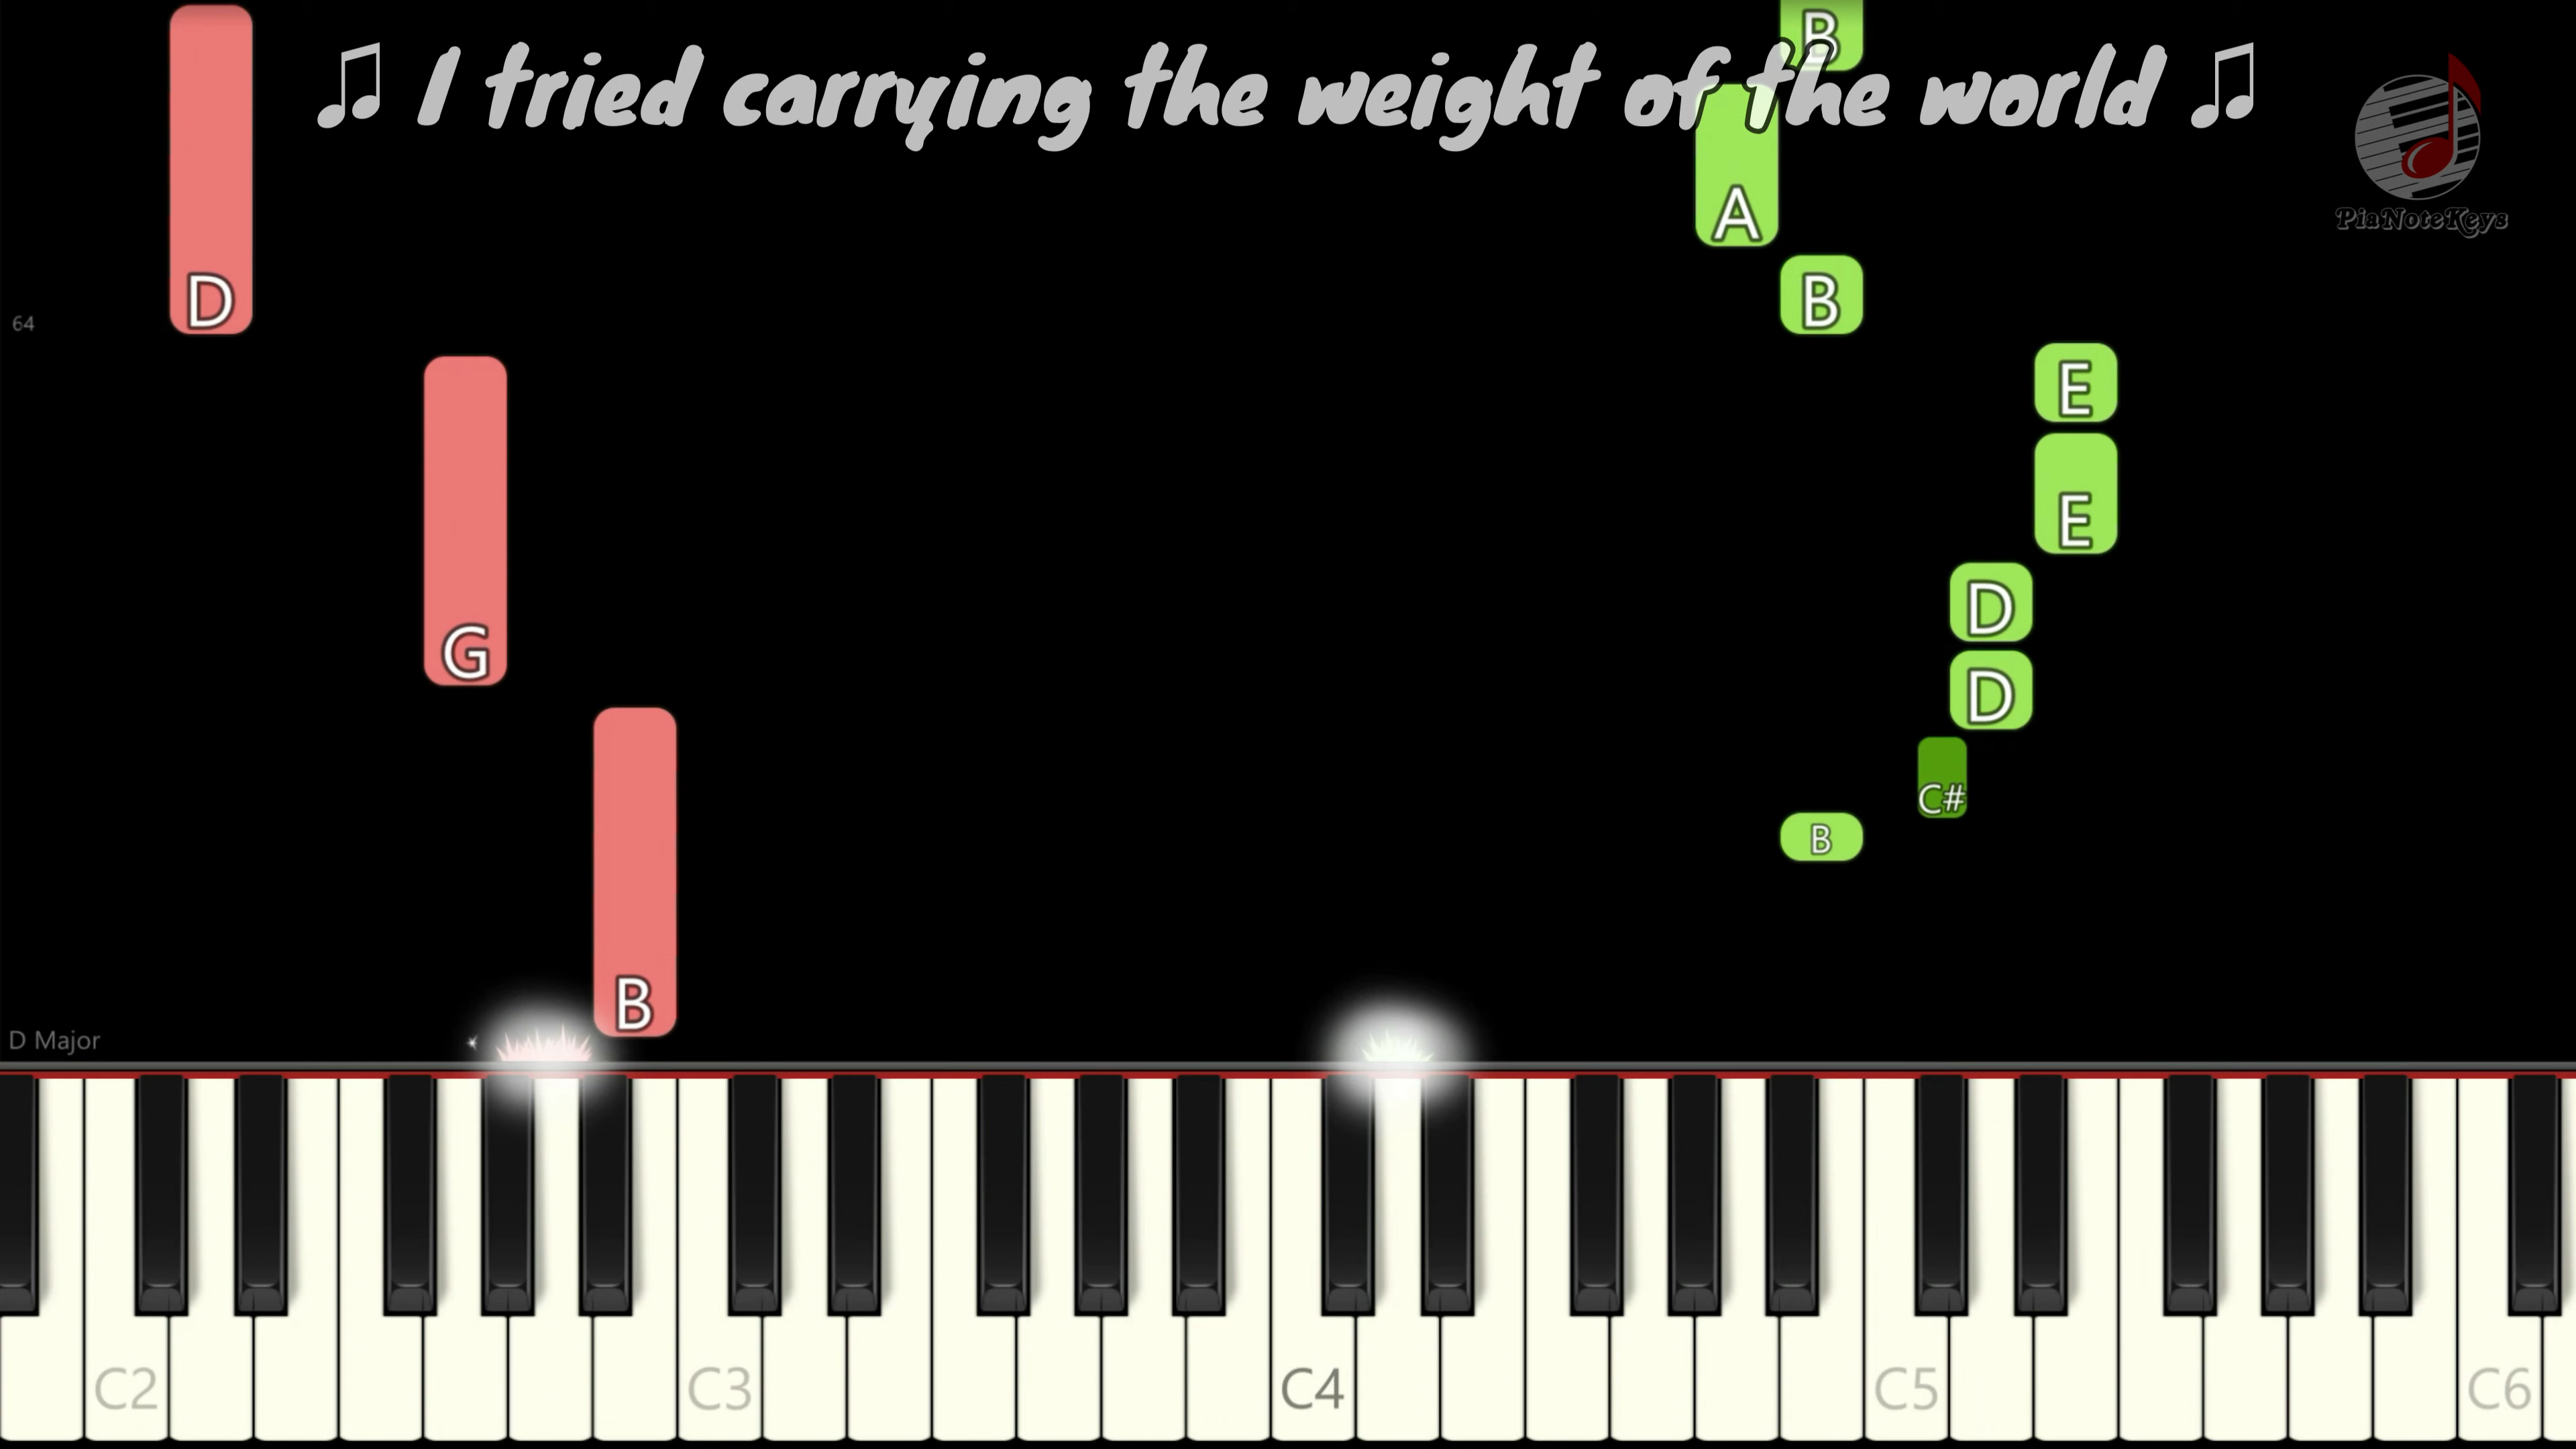 B
♫ I tried carrying the weight of the world ♫
A
PiaNoteKeys
D
B
64
E
E
D
G
D
C#
B
B
D Major
C2 C3 C4 C5 C6